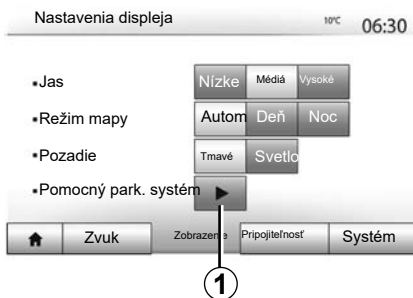 Nastavenia displeja 10°C 06:30
▪Jas Nízke Médiá Vysoké
▪Režim mapy Autom Deň Noc
▪Pozadie Tmavé Svetlo
▪Pomocný park. systém
Zvuk Zobrazenie Pripojiteľnosť Systém
1